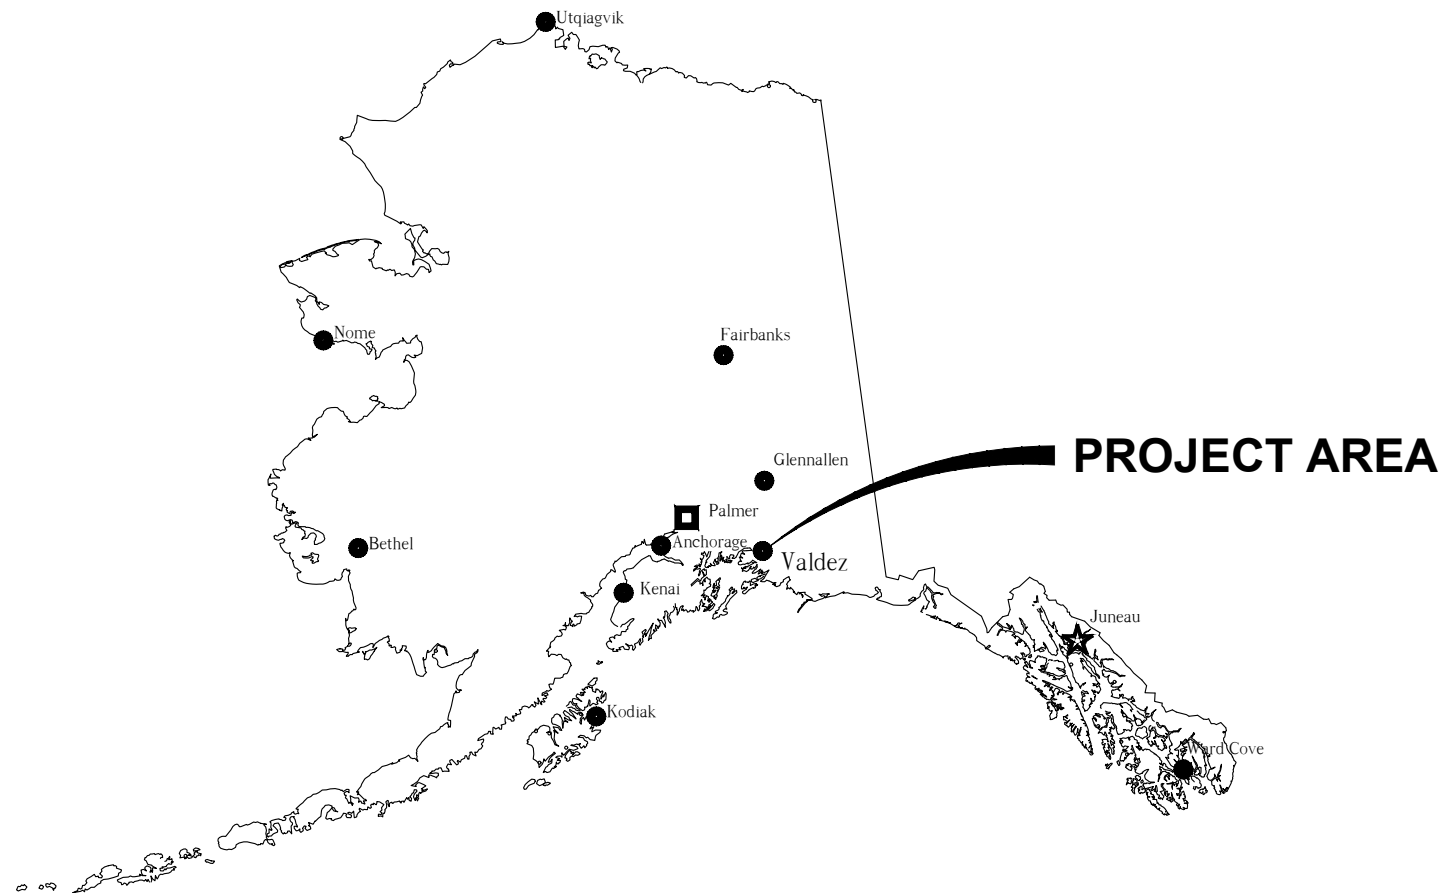 Utqiagvik
Nome
Fairbanks
PROJECT AREA
Glennallen
Palmer
Anchorage
Bethel
Valdez
Kenai
Juneau
Kodiak
Ward Cove